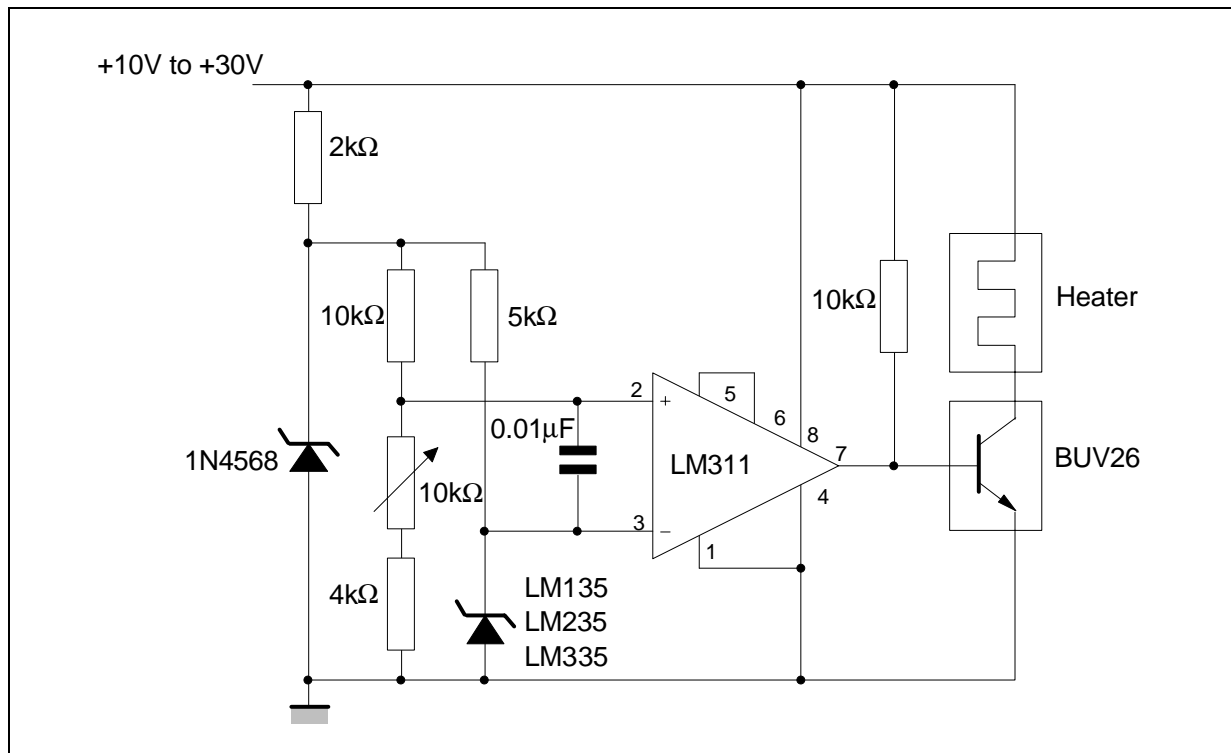 +10V to +30V
2kΩ
10kΩ
5kΩ
10kΩ
Heater
2
+
5
6
8
0.01μF
7
1N4568
LM311
BUV26
10kΩ
4
3
−
1
4kΩ
LM135
LM235
LM335